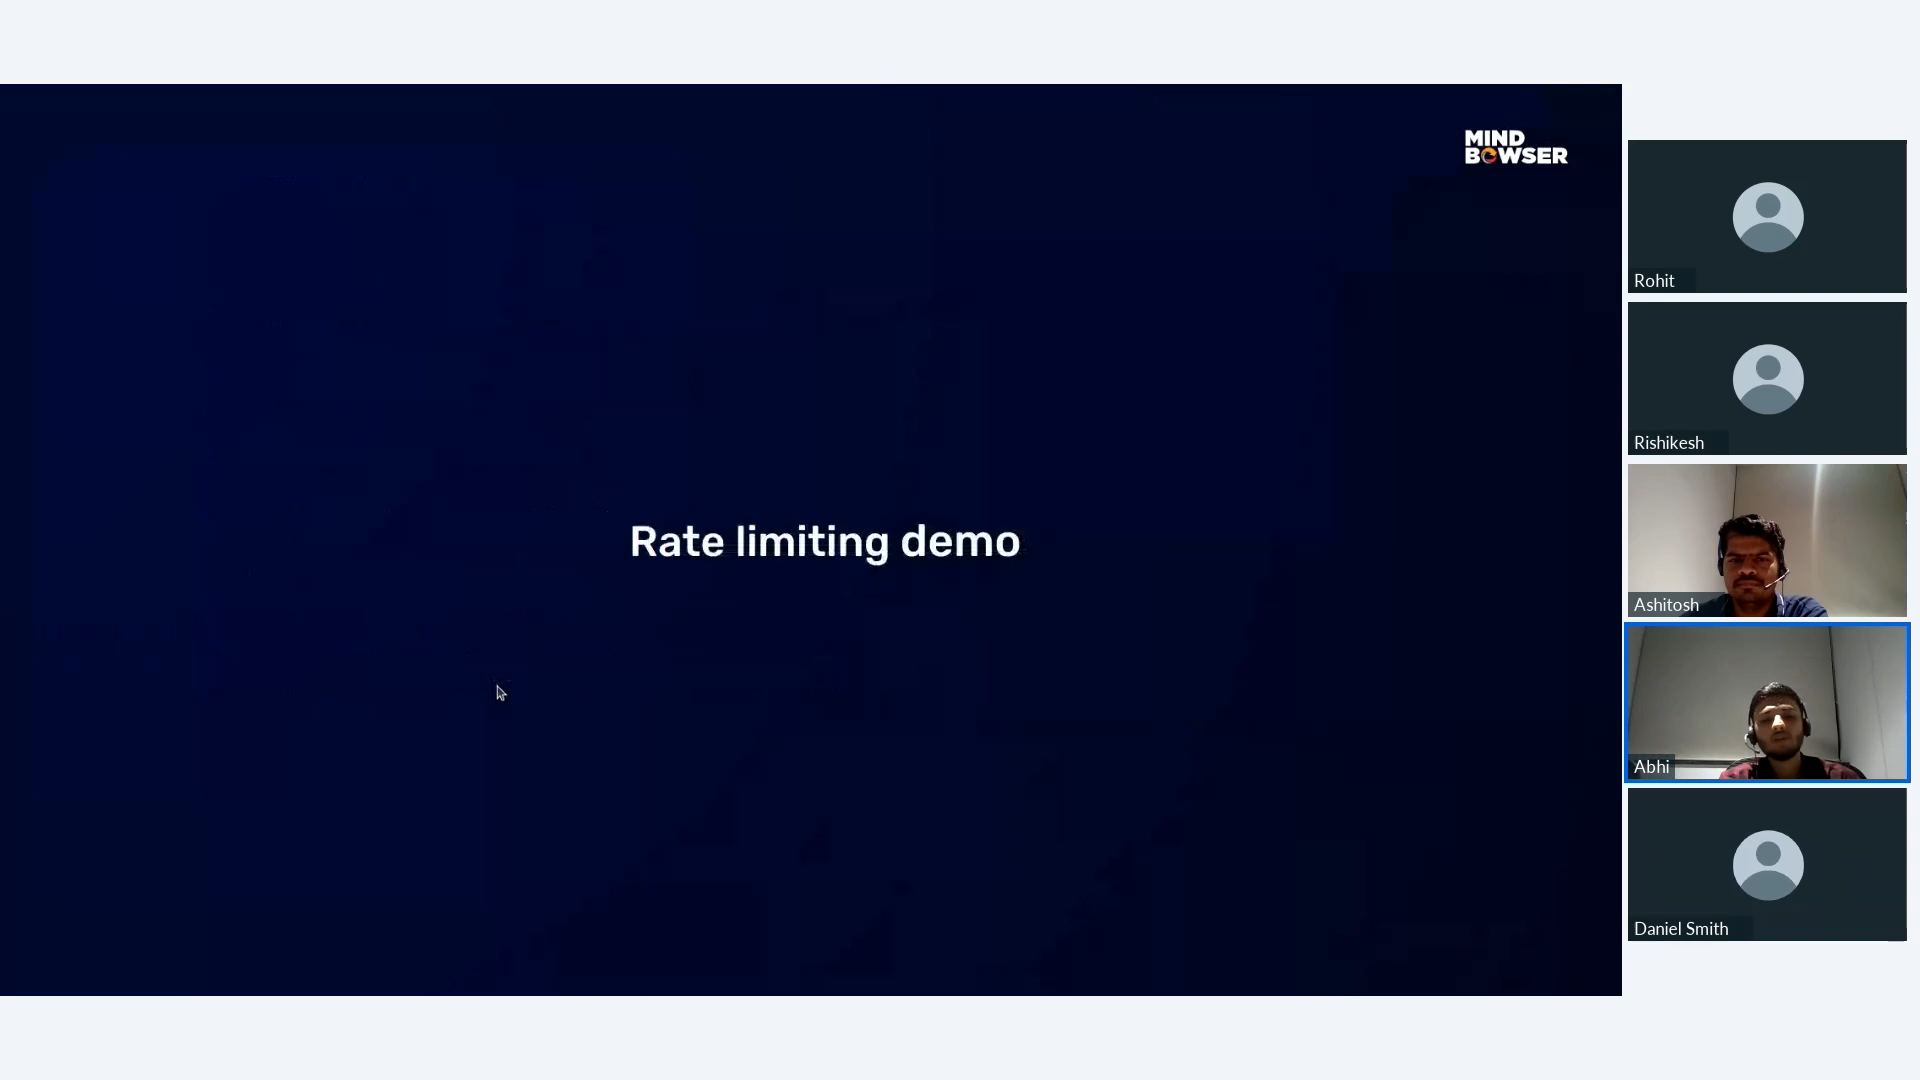 MIND
BOWSER
Rate limiting demo
Rohit
Rishikesh
Ashitosh
Abhi
Daniel Smith